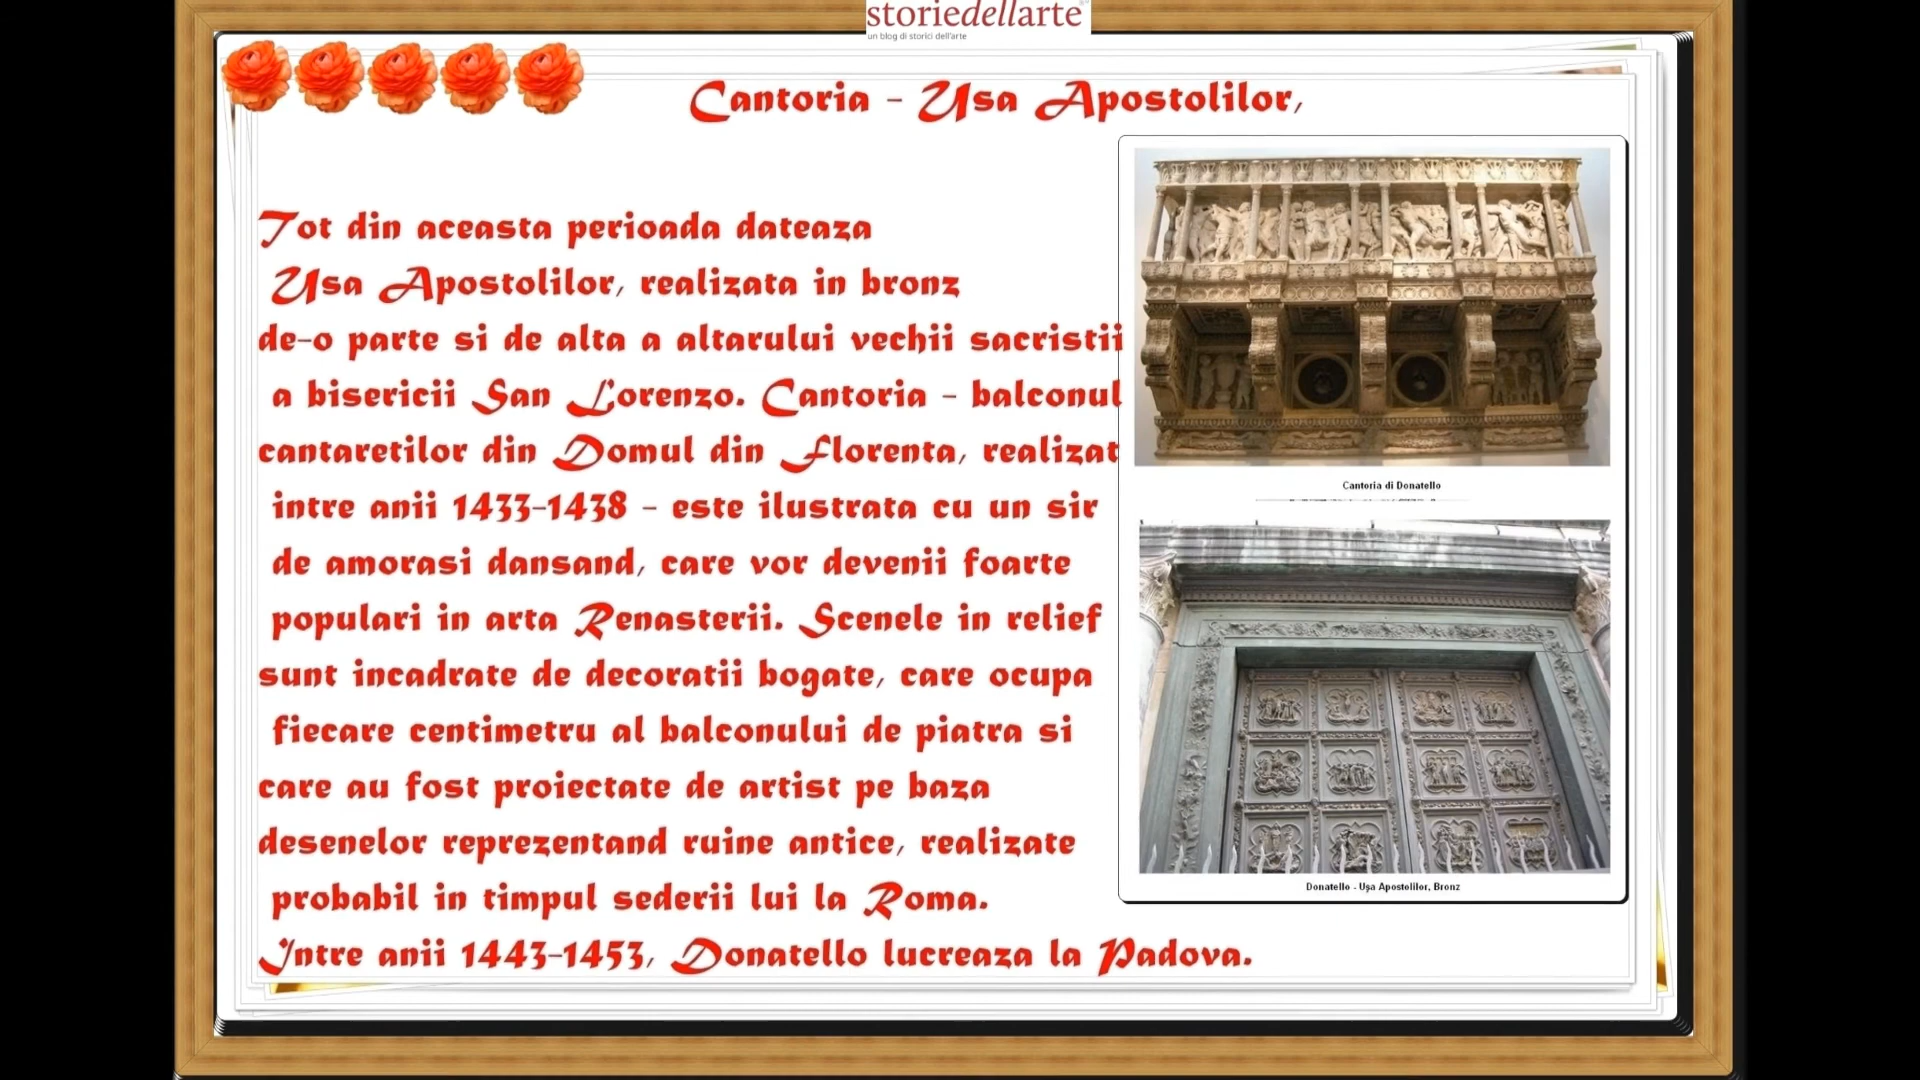 storiedellarte
un blog di storici dell'arte
Cantoria - Usa Apostolilor,
Tot din aceasta perioada dateaza
Usa Apostolilor, realizata in bronz
de-o parte si de alta a altarului vechii sacristii
a bisericii San Lorenzo. Cantoria - balconul
cantaretilor din Domul din Florenta, realizat
intre anii 1433-1438 - este ilustrata cu un sir
de amorasi dansand, care vor devenii foarte
populari in arta Renasterii. Scenele in relief
sunt incadrate de decoratii bogate, care ocupa
fiecare centimetru al balconului de piatra si
care au fost proiectate de artist pe baza
desenelor reprezentand ruine antice, realizate
probabil in timpul sederii lui la Roma.
Intre anii 1443-1453, Donatello lucreaza la Padova.
Cantoria di Donatello
Donatello - Uşa Apostolilor, Bronz